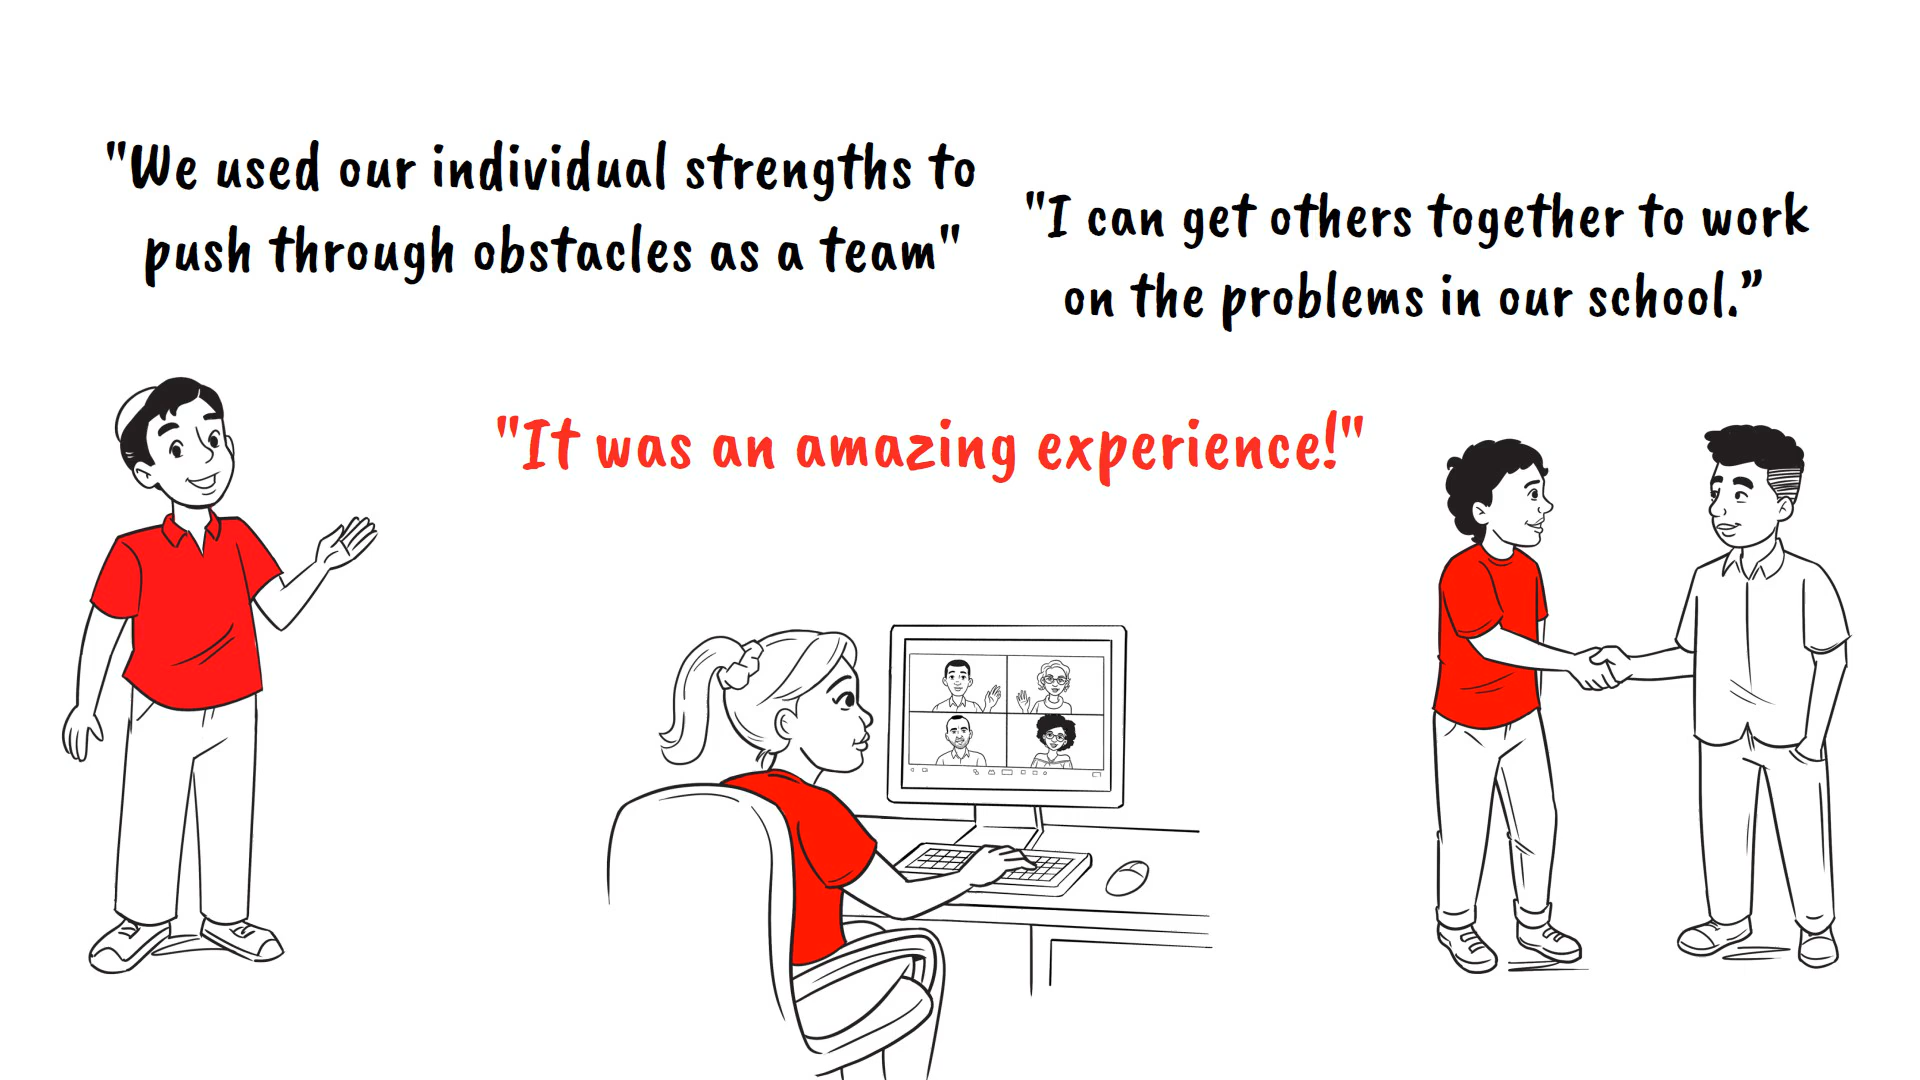 "We used our individual strengths to
push through obstacles as a team"
"I can get others together to work
on the problems in our school.”
"It was an amazing experience!"